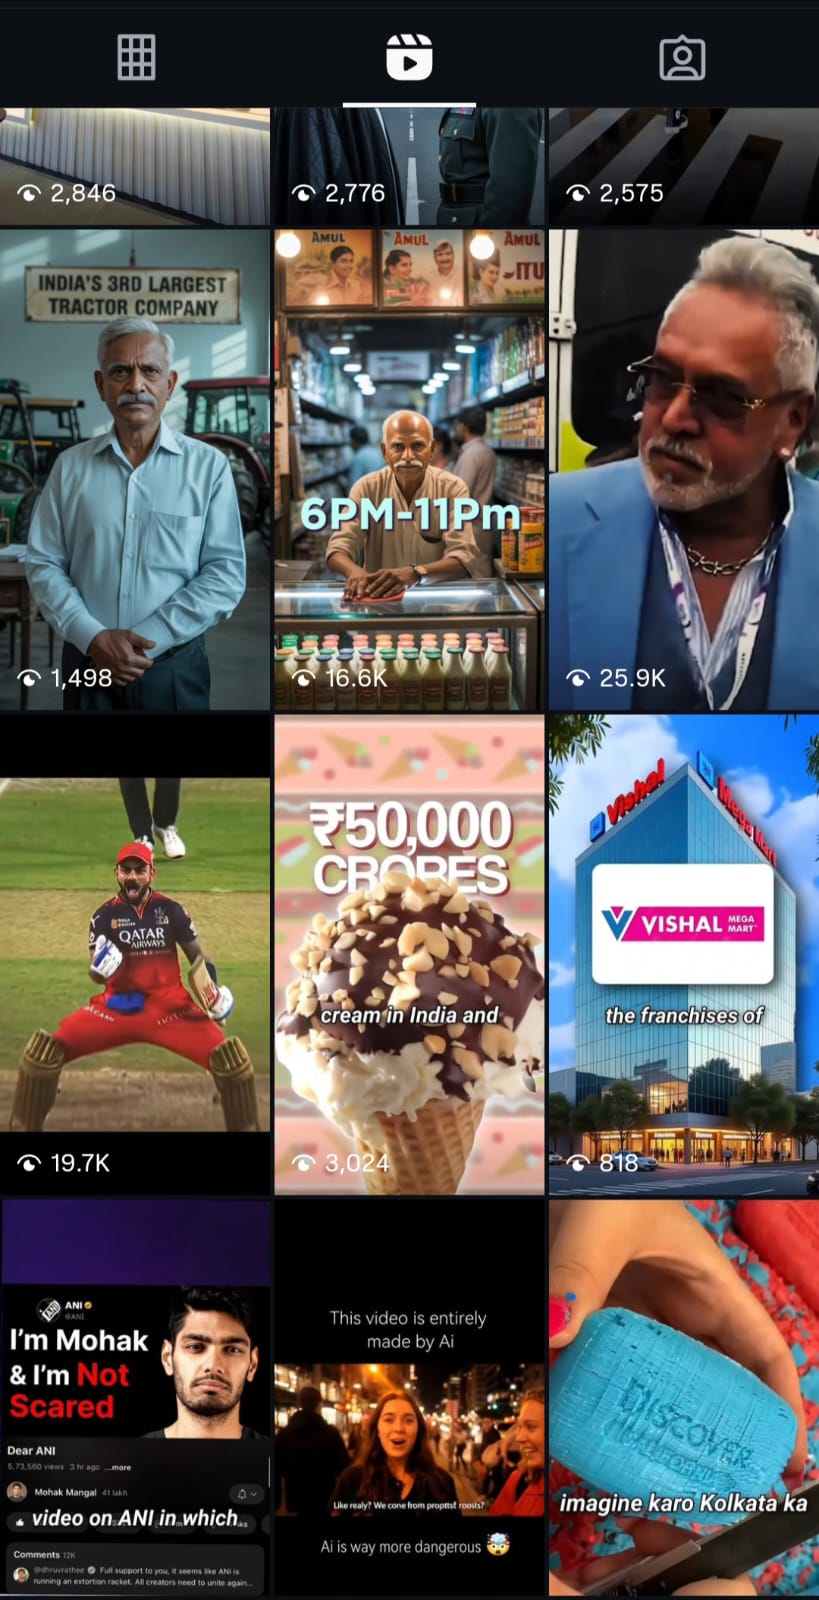 2,846
2,776
2,575
INDIA'S 3RD LARGEST
TRACTOR COMPANY
1,498
AMUL
AMUL
AMUL
6PM-11Pm
16.6K
25.9K
QATAR
AIRWAYS
19.7K
₹50,000
CRORES
cream in India and
3,024
Vishal
Mega Mart
VISHAL MEGA
MART
the franchises of
818
ANI
@ANI
I'm Mohak
& I'm Not
Scared
Dear ANI
5,73,560 views 3 hr ago ...more
Mohak Mangal 41 lakh
video on ANI in which
Comments 12K
@dhruvrathee Full support to you, it seems like ANI is
running an extortion racket. All creators need to unite again...
This video is entirely
made by Ai
Like realy? We cone from proptts! roosts?
Ai is way more dangerous 🤯
DISCOVER
imagine karo Kolkata ka